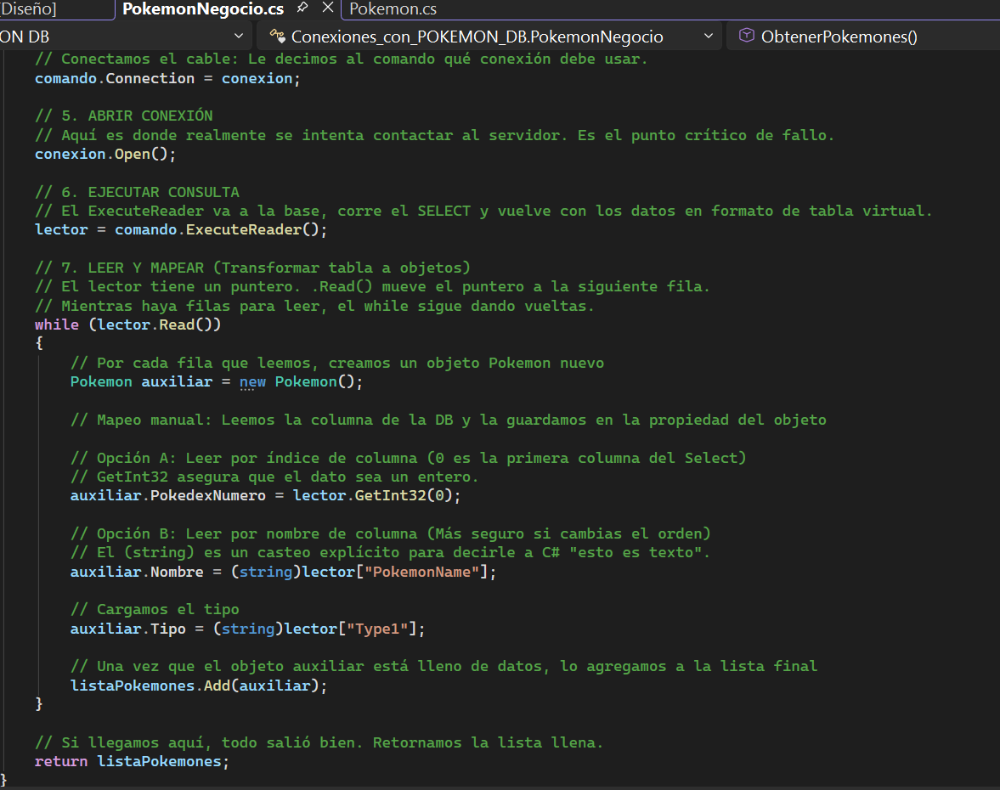 [Diseño] PokemonNegocio.cs Pokemon.cs
ON DB Conexiones_con_POKEMON_DB.PokemonNegocio ObtenerPokemones()
// Conectamos el cable: Le decimos al comando qué conexión debe usar.
comando.Connection = conexion;
// 5. ABRIR CONEXIÓN
// Aquí es donde realmente se intenta contactar al servidor. Es el punto crítico de fallo.
conexion.Open();
// 6. EJECUTAR CONSULTA
// El ExecuteReader va a la base, corre el SELECT y vuelve con los datos en formato de tabla virtual.
lector = comando.ExecuteReader();
// 7. LEER Y MAPEAR (Transformar tabla a objetos)
// El lector tiene un puntero. .Read() mueve el puntero a la siguiente fila.
// Mientras haya filas para leer, el while sigue dando vueltas.
while (lector.Read())
{
// Por cada fila que leemos, creamos un objeto Pokemon nuevo
Pokemon auxiliar = new Pokemon();
// Mapeo manual: Leemos la columna de la DB y la guardamos en la propiedad del objeto
// Opción A: Leer por índice de columna (0 es la primera columna del Select)
// GetInt32 asegura que el dato sea un entero.
auxiliar.PokedexNumero = lector.GetInt32(0);
// Opción B: Leer por nombre de columna (Más seguro si cambias el orden)
// El (string) es un casteo explícito para decirle a C# "esto es texto".
auxiliar.Nombre = (string)lector["PokemonName"];
// Cargamos el tipo
auxiliar.Tipo = (string)lector["Type1"];
// Una vez que el objeto auxiliar está lleno de datos, lo agregamos a la lista final
listaPokemones.Add(auxiliar);
}
// Si llegamos aquí, todo salió bien. Retornamos la lista llena.
return listaPokemones;
}